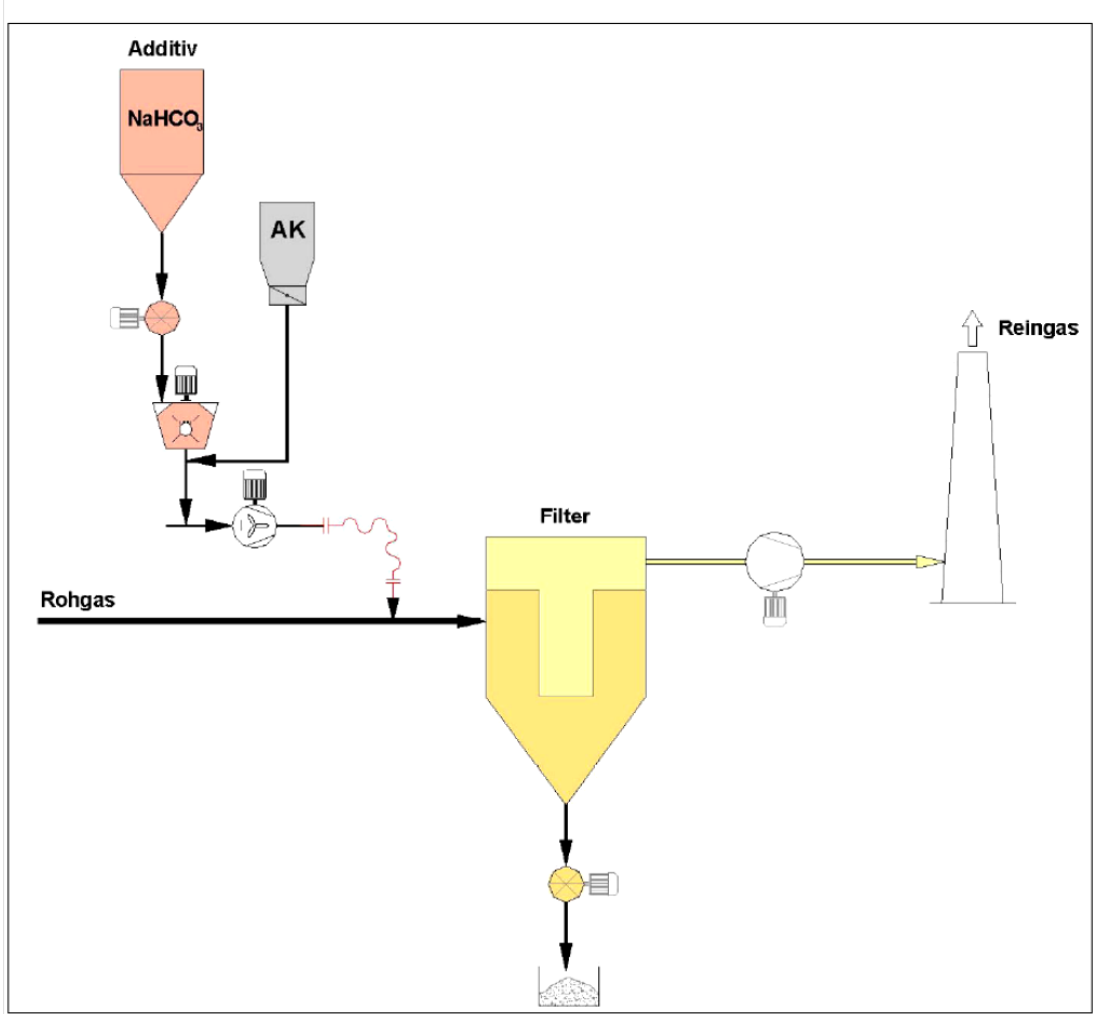 Additiv
NaHCO₃
AK
Reingas
Filter
Rohgas